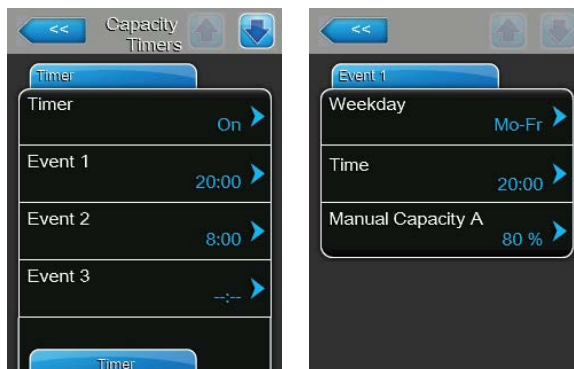 <<
Capacity
Timers
Timer
Timer
On
Event 1
20:00
Event 2
8:00
Event 3
--:--
Timer
<<
Event 1
Weekday
Mo-Fr
Time
20:00
Manual Capacity A
80 %